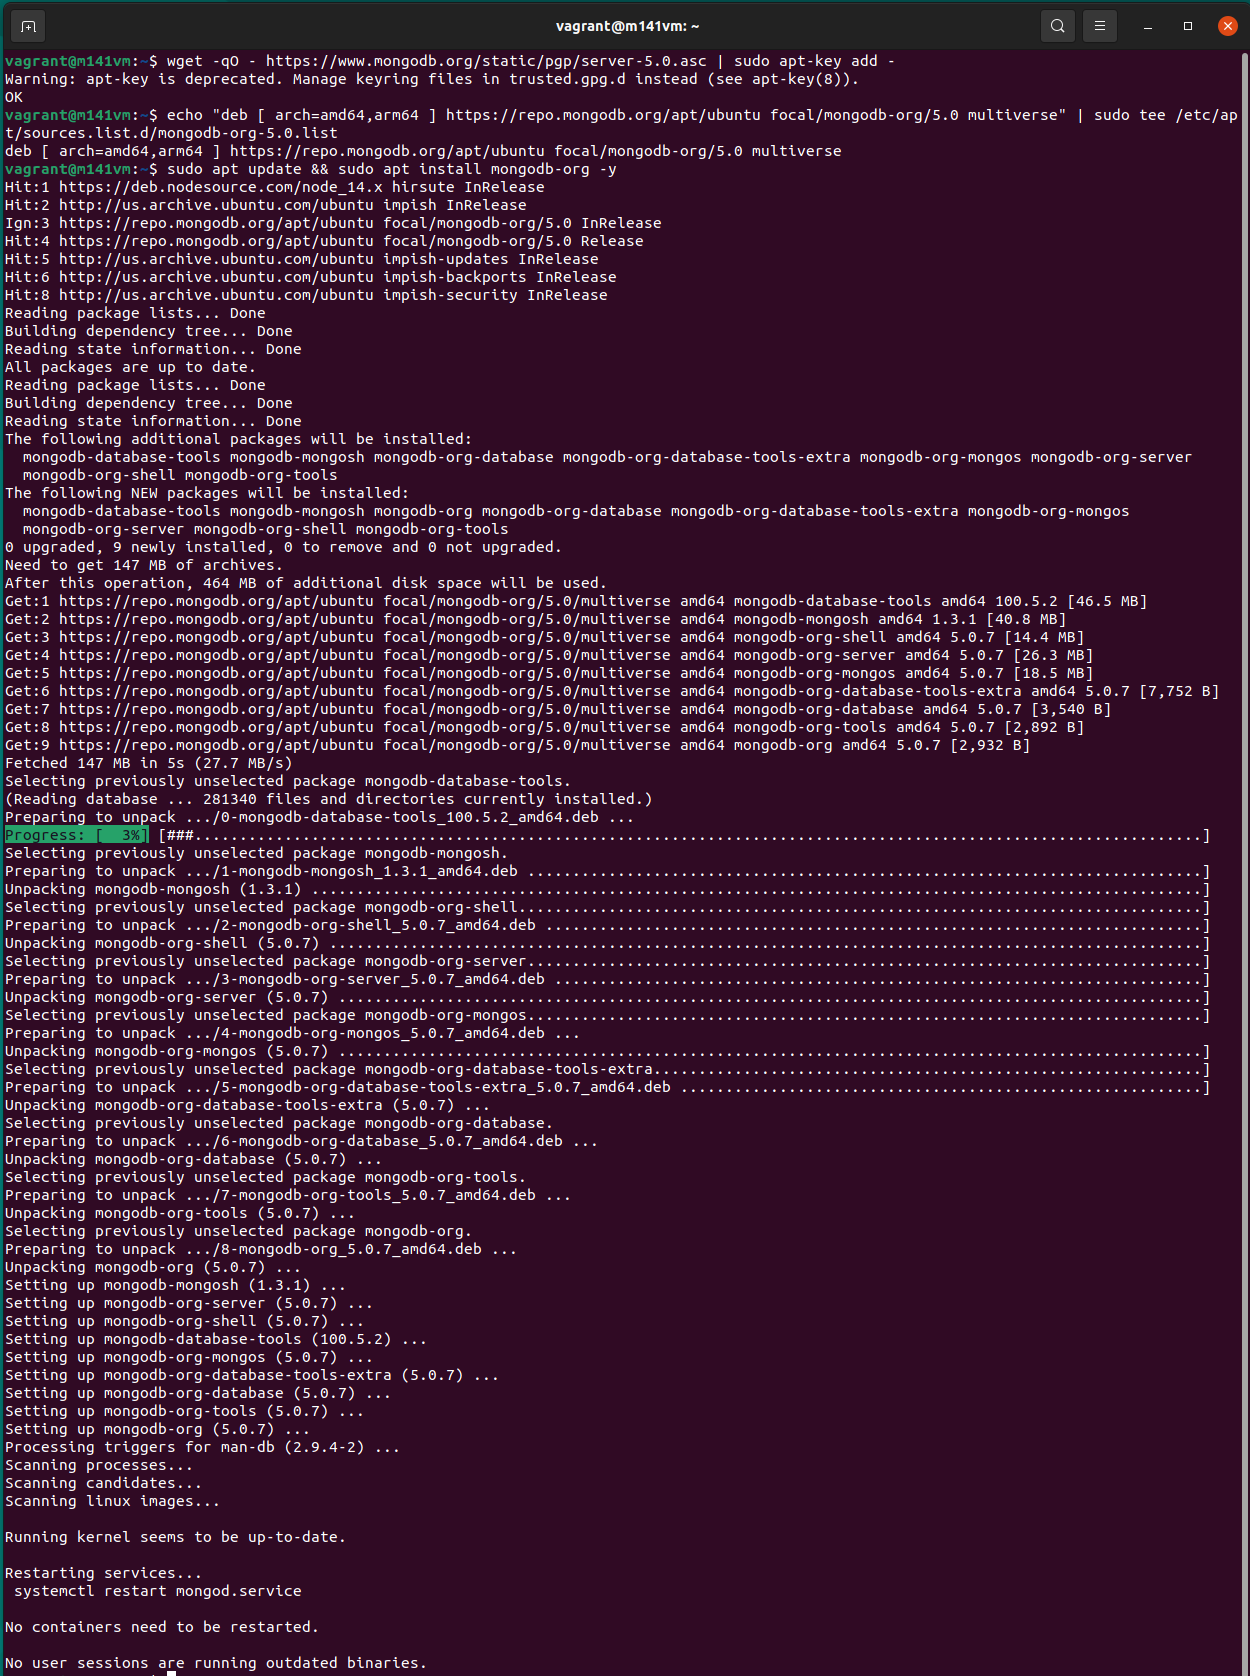 vagrant@m141vm: ~
vagrant@m141vm:~$ wget -qO - https://www.mongodb.org/static/pgp/server-5.0.asc | sudo apt-key add -
Warning: apt-key is deprecated. Manage keyring files in trusted.gpg.d instead (see apt-key(8)).
OK
vagrant@m141vm:~$ echo "deb [ arch=amd64,arm64 ] https://repo.mongodb.org/apt/ubuntu focal/mongodb-org/5.0 multiverse" | sudo tee /etc/ap
t/sources.list.d/mongodb-org-5.0.list
deb [ arch=amd64,arm64 ] https://repo.mongodb.org/apt/ubuntu focal/mongodb-org/5.0 multiverse
vagrant@m141vm:~$ sudo apt update && sudo apt install mongodb-org -y
Hit:1 https://deb.nodesource.com/node_14.x hirsute InRelease
Hit:2 http://us.archive.ubuntu.com/ubuntu impish InRelease
Ign:3 https://repo.mongodb.org/apt/ubuntu focal/mongodb-org/5.0 InRelease
Hit:4 https://repo.mongodb.org/apt/ubuntu focal/mongodb-org/5.0 Release
Hit:5 http://us.archive.ubuntu.com/ubuntu impish-updates InRelease
Hit:6 http://us.archive.ubuntu.com/ubuntu impish-backports InRelease
Hit:8 http://us.archive.ubuntu.com/ubuntu impish-security InRelease
Reading package lists... Done
Building dependency tree... Done
Reading state information... Done
All packages are up to date.
Reading package lists... Done
Building dependency tree... Done
Reading state information... Done
The following additional packages will be installed:
  mongodb-database-tools mongodb-mongosh mongodb-org-database mongodb-org-database-tools-extra mongodb-org-mongos mongodb-org-server
  mongodb-org-shell mongodb-org-tools
The following NEW packages will be installed:
  mongodb-database-tools mongodb-mongosh mongodb-org mongodb-org-database mongodb-org-database-tools-extra mongodb-org-mongos
  mongodb-org-server mongodb-org-shell mongodb-org-tools
0 upgraded, 9 newly installed, 0 to remove and 0 not upgraded.
Need to get 147 MB of archives.
After this operation, 464 MB of additional disk space will be used.
Get:1 https://repo.mongodb.org/apt/ubuntu focal/mongodb-org/5.0/multiverse amd64 mongodb-database-tools amd64 100.5.2 [46.5 MB]
Get:2 https://repo.mongodb.org/apt/ubuntu focal/mongodb-org/5.0/multiverse amd64 mongodb-mongosh amd64 1.3.1 [40.8 MB]
Get:3 https://repo.mongodb.org/apt/ubuntu focal/mongodb-org/5.0/multiverse amd64 mongodb-org-shell amd64 5.0.7 [14.4 MB]
Get:4 https://repo.mongodb.org/apt/ubuntu focal/mongodb-org/5.0/multiverse amd64 mongodb-org-server amd64 5.0.7 [26.3 MB]
Get:5 https://repo.mongodb.org/apt/ubuntu focal/mongodb-org/5.0/multiverse amd64 mongodb-org-mongos amd64 5.0.7 [18.5 MB]
Get:6 https://repo.mongodb.org/apt/ubuntu focal/mongodb-org/5.0/multiverse amd64 mongodb-org-database-tools-extra amd64 5.0.7 [7,752 B]
Get:7 https://repo.mongodb.org/apt/ubuntu focal/mongodb-org/5.0/multiverse amd64 mongodb-org-database amd64 5.0.7 [3,540 B]
Get:8 https://repo.mongodb.org/apt/ubuntu focal/mongodb-org/5.0/multiverse amd64 mongodb-org-tools amd64 5.0.7 [2,892 B]
Get:9 https://repo.mongodb.org/apt/ubuntu focal/mongodb-org/5.0/multiverse amd64 mongodb-org amd64 5.0.7 [2,932 B]
Fetched 147 MB in 5s (27.7 MB/s)
Selecting previously unselected package mongodb-database-tools.
(Reading database ... 281340 files and directories currently installed.)
Preparing to unpack .../0-mongodb-database-tools_100.5.2_amd64.deb ...
Progress: [  3%] [###................................................................................................................]
Selecting previously unselected package mongodb-mongosh.
Preparing to unpack .../1-mongodb-mongosh_1.3.1_amd64.deb ...........................................................................]
Unpacking mongodb-mongosh (1.3.1) ...................................................................................................]
Selecting previously unselected package mongodb-org-shell............................................................................]
Preparing to unpack .../2-mongodb-org-shell_5.0.7_amd64.deb .........................................................................]
Unpacking mongodb-org-shell (5.0.7) .................................................................................................]
Selecting previously unselected package mongodb-org-server...........................................................................]
Preparing to unpack .../3-mongodb-org-server_5.0.7_amd64.deb ........................................................................]
Unpacking mongodb-org-server (5.0.7) ................................................................................................]
Selecting previously unselected package mongodb-org-mongos...........................................................................]
Preparing to unpack .../4-mongodb-org-mongos_5.0.7_amd64.deb ...
Unpacking mongodb-org-mongos (5.0.7) ................................................................................................]
Selecting previously unselected package mongodb-org-database-tools-extra.............................................................]
Preparing to unpack .../5-mongodb-org-database-tools-extra_5.0.7_amd64.deb ..........................................................]
Unpacking mongodb-org-database-tools-extra (5.0.7) ...
Selecting previously unselected package mongodb-org-database.
Preparing to unpack .../6-mongodb-org-database_5.0.7_amd64.deb ...
Unpacking mongodb-org-database (5.0.7) ...
Selecting previously unselected package mongodb-org-tools.
Preparing to unpack .../7-mongodb-org-tools_5.0.7_amd64.deb ...
Unpacking mongodb-org-tools (5.0.7) ...
Selecting previously unselected package mongodb-org.
Preparing to unpack .../8-mongodb-org_5.0.7_amd64.deb ...
Unpacking mongodb-org (5.0.7) ...
Setting up mongodb-mongosh (1.3.1) ...
Setting up mongodb-org-server (5.0.7) ...
Setting up mongodb-org-shell (5.0.7) ...
Setting up mongodb-database-tools (100.5.2) ...
Setting up mongodb-org-mongos (5.0.7) ...
Setting up mongodb-org-database-tools-extra (5.0.7) ...
Setting up mongodb-org-database (5.0.7) ...
Setting up mongodb-org-tools (5.0.7) ...
Setting up mongodb-org (5.0.7) ...
Processing triggers for man-db (2.9.4-2) ...
Scanning processes...
Scanning candidates...
Scanning linux images...

Running kernel seems to be up-to-date.

Restarting services...
 systemctl restart mongod.service

No containers need to be restarted.

No user sessions are running outdated binaries.